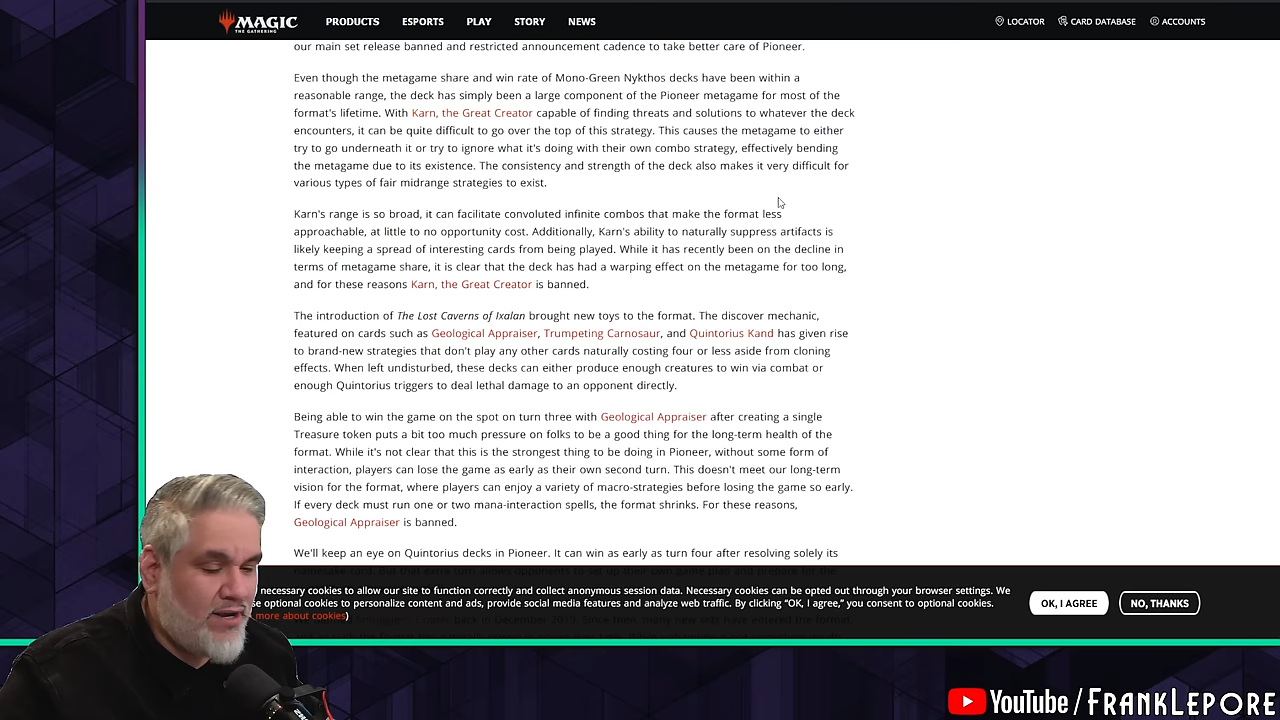 MAGIC
THE GATHERING
PRODUCTS
ESPORTS
PLAY
STORY
NEWS
LOCATOR
CARD DATABASE
ACCOUNTS
our main set release banned and restricted announcement cadence to take better care of Pioneer.
Even though the metagame share and win rate of Mono-Green Nykthos decks have been within a
reasonable range, the deck has simply been a large component of the Pioneer metagame for most of the
format's lifetime. With Karn, the Great Creator capable of finding threats and solutions to whatever the deck
encounters, it can be quite difficult to go over the top of this strategy. This causes the metagame to either
try to go underneath it or try to ignore what it's doing with their own combo strategy, effectively bending
the metagame due to its existence. The consistency and strength of the deck also makes it very difficult for
various types of fair midrange strategies to exist.
Karn's range is so broad, it can facilitate convoluted infinite combos that make the format less
approachable, at little to no opportunity cost. Additionally, Karn's ability to naturally suppress artifacts is
likely keeping a spread of interesting cards from being played. While it has recently been on the decline in
terms of metagame share, it is clear that the deck has had a warping effect on the metagame for too long,
and for these reasons Karn, the Great Creator is banned.
The introduction of The Lost Caverns of Ixalan brought new toys to the format. The discover mechanic,
featured on cards such as Geological Appraiser, Trumpeting Carnosaur, and Quintorius Kand has given rise
to brand-new strategies that don't play any other cards naturally costing four or less aside from cloning
effects. When left undisturbed, these decks can either produce enough creatures to win via combat or
enough Quintorius triggers to deal lethal damage to an opponent directly.
Being able to win the game on the spot on turn three with Geological Appraiser after creating a single
Treasure token puts a bit too much pressure on folks to be a good thing for the long-term health of the
format. While it's not clear that this is the strongest thing to be doing in Pioneer, without some form of
interaction, players can lose the game as early as their own second turn. This doesn't meet our long-term
vision for the format, where players can enjoy a variety of macro-strategies before losing the game so early.
If every deck must run one or two mana-interaction spells, the format shrinks. For these reasons,
Geological Appraiser is banned.
We'll keep an eye on Quintorius decks in Pioneer. It can win as early as turn four after resolving solely its
necessary cookies to allow our site to function correctly and collect anonymous session data. Necessary cookies can be opted out through your browser settings. We
optional cookies to personalize content and ads, provide social media features and analyze web traffic. By clicking "OK, I agree," you consent to optional cookies.
more about cookies)
OK, I AGREE
NO, THANKS
YouTube/FRANKLEPORE